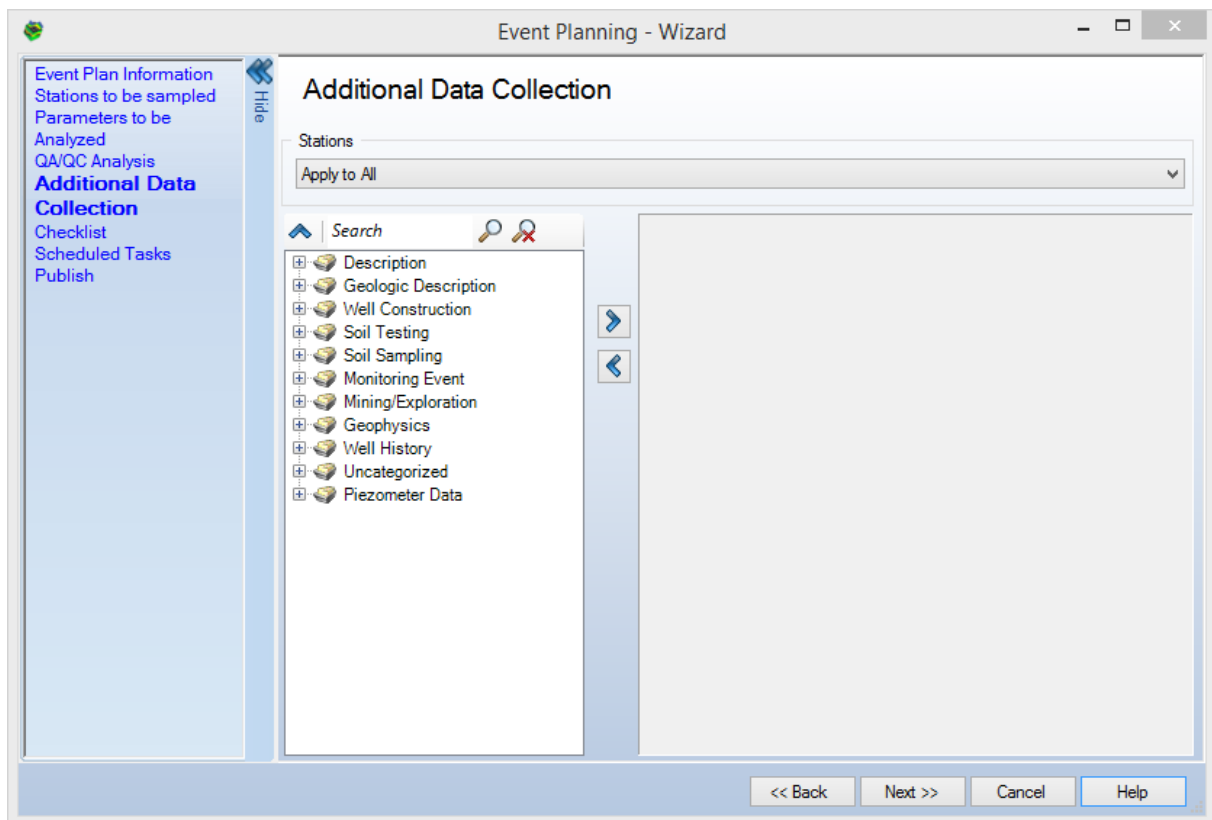 Event Planning - Wizard
Event Plan Information
Stations to be sampled
Parameters to be
Analyzed
QA/QC Analysis
Additional Data
Collection
Checklist
Scheduled Tasks
Publish
Hide
Additional Data Collection
Stations
Apply to All
Search
Description
Geologic Description
Well Construction
Soil Testing
Soil Sampling
Monitoring Event
Mining/Exploration
Geophysics
Well History
Uncategorized
Piezometer Data
<< Back
Next >>
Cancel
Help